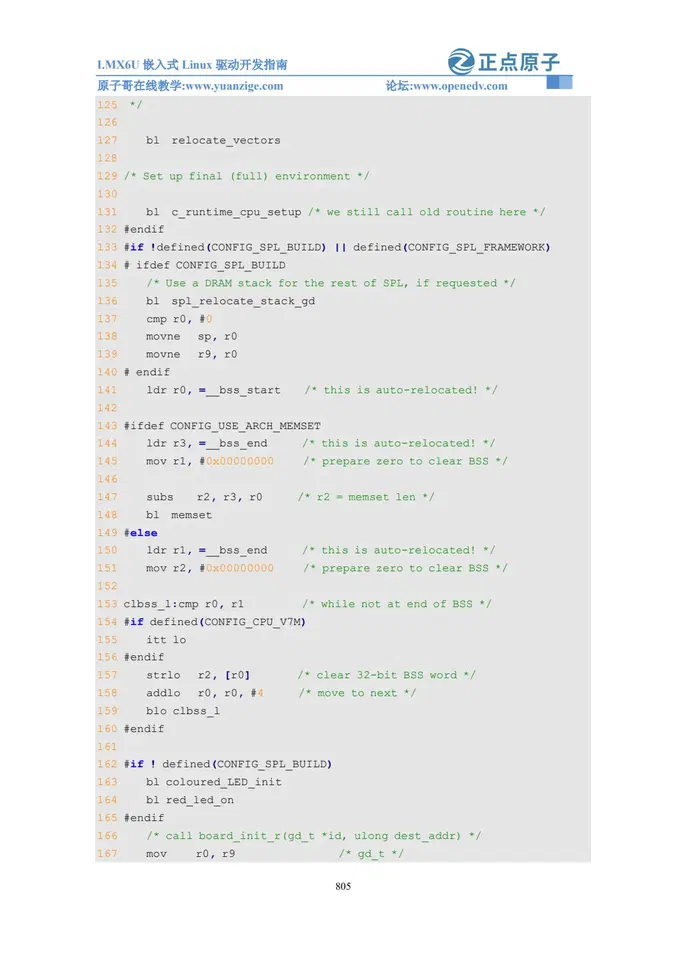 I.MX6U 嵌入式 Linux 驱动开发指南
正点原子
原子哥在线教学:www.yuanzige.com 论坛:www.openedv.com
125 */
126
127 bl relocate_vectors
128
129 /* Set up final (full) environment */
130
131 bl c_runtime_cpu_setup /* we still call old routine here */
132 #endif
133 #if !defined(CONFIG_SPL_BUILD) || defined(CONFIG_SPL_FRAMEWORK)
134 # ifdef CONFIG_SPL_BUILD
135 /* Use a DRAM stack for the rest of SPL, if requested */
136 bl spl_relocate_stack_gd
137 cmp r0, #0
138 movne sp, r0
139 movne r9, r0
140 # endif
141 ldr r0, =__bss_start /* this is auto-relocated! */
142
143 #ifdef CONFIG_USE_ARCH_MEMSET
144 ldr r3, =__bss_end /* this is auto-relocated! */
145 mov r1, #0x00000000 /* prepare zero to clear BSS */
146
147 subs r2, r3, r0 /* r2 = memset len */
148 bl memset
149 #else
150 ldr r1, =__bss_end /* this is auto-relocated! */
151 mov r2, #0x00000000 /* prepare zero to clear BSS */
152
153 clbss_l:cmp r0, r1 /* while not at end of BSS */
154 #if defined(CONFIG_CPU_V7M)
155 itt lo
156 #endif
157 strlo r2, [r0] /* clear 32-bit BSS word */
158 addlo r0, r0, #4 /* move to next */
159 blo clbss_l
160 #endif
161
162 #if ! defined(CONFIG_SPL_BUILD)
163 bl coloured_LED_init
164 bl red_led_on
165 #endif
166 /* call board_init_r(gd_t *id, ulong dest_addr) */
167 mov r0, r9 /* gd_t */
805